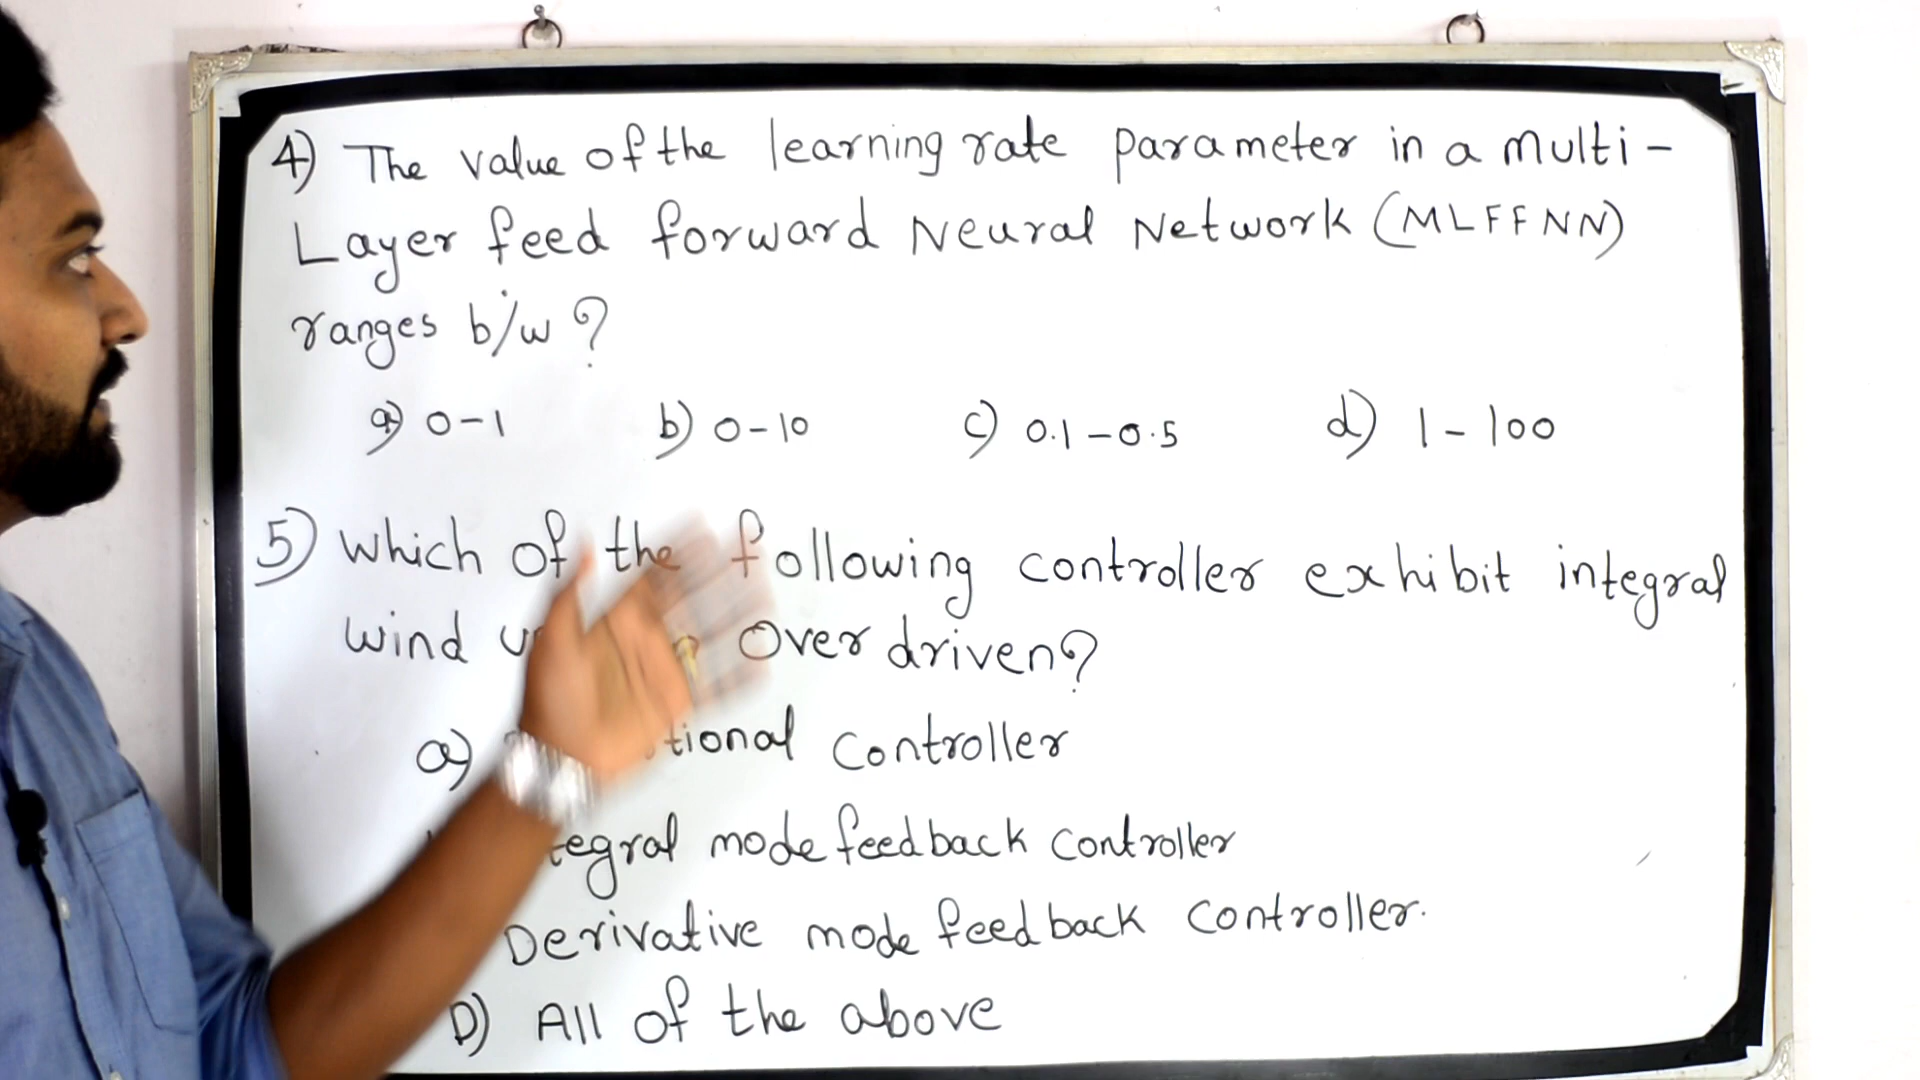 4) The value of the learning rate parameter in a multi-
Layer feed forward Neural Network (MLFFNN)
ranges b/w ?
a) 0-1 b) 0-10 c) 0.1-0.5 d) 1-100
5) which of the following controller exhibit integral
wind over driven?
a) controller
mode feedback controller
Derivative mode feedback controller.
D) All of the above